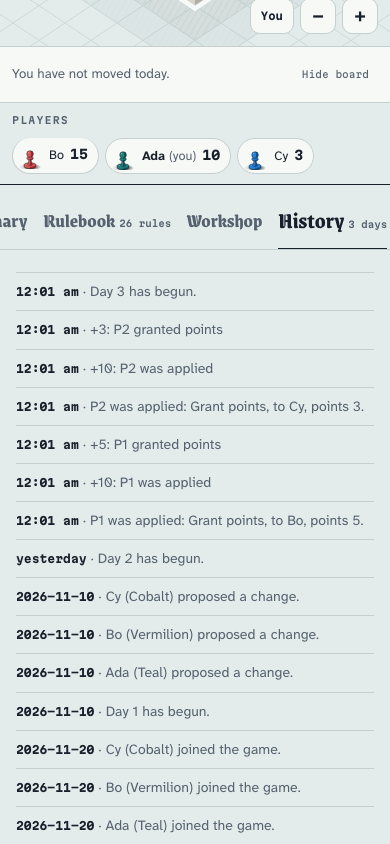 You − +
You have not moved today. Hide board
PLAYERS
Bo 15 Ada (you) 10 Cy 3
ary Rulebook 26 rules Workshop History 3 days
12:01 am · Day 3 has begun.
12:01 am · +3: P2 granted points
12:01 am · +10: P2 was applied
12:01 am · P2 was applied: Grant points, to Cy, points 3.
12:01 am · +5: P1 granted points
12:01 am · +10: P1 was applied
12:01 am · P1 was applied: Grant points, to Bo, points 5.
yesterday · Day 2 has begun.
2026-11-10 · Cy (Cobalt) proposed a change.
2026-11-10 · Bo (Vermilion) proposed a change.
2026-11-10 · Ada (Teal) proposed a change.
2026-11-10 · Day 1 has begun.
2026-11-20 · Cy (Cobalt) joined the game.
2026-11-20 · Bo (Vermilion) joined the game.
2026-11-20 · Ada (Teal) joined the game.